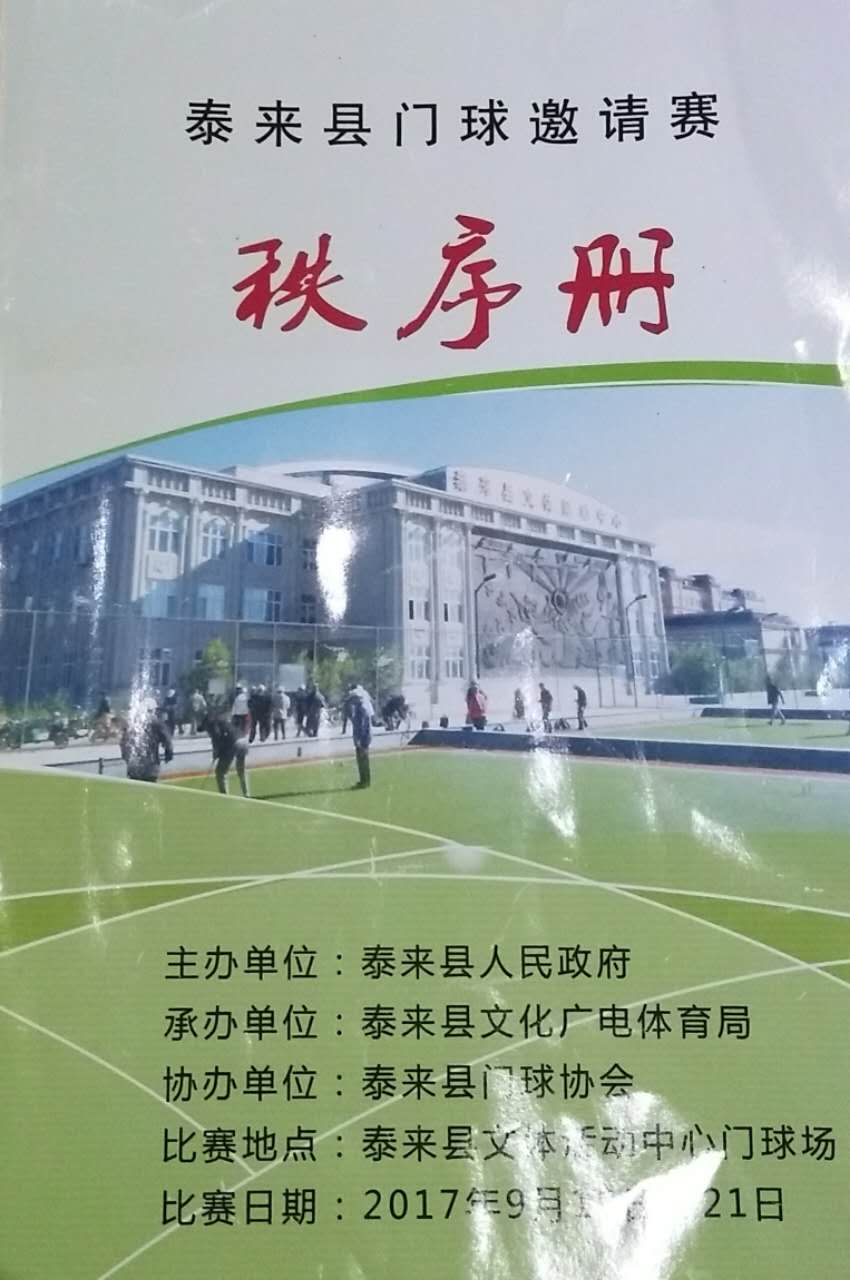 泰来县门球邀请赛
秩序册
主办单位：泰来县人民政府
承办单位：泰来县文化广电体育局
协办单位：泰来县门球协会
比赛地点：泰来县文体活动中心门球场
比赛日期：2017年9月 21日